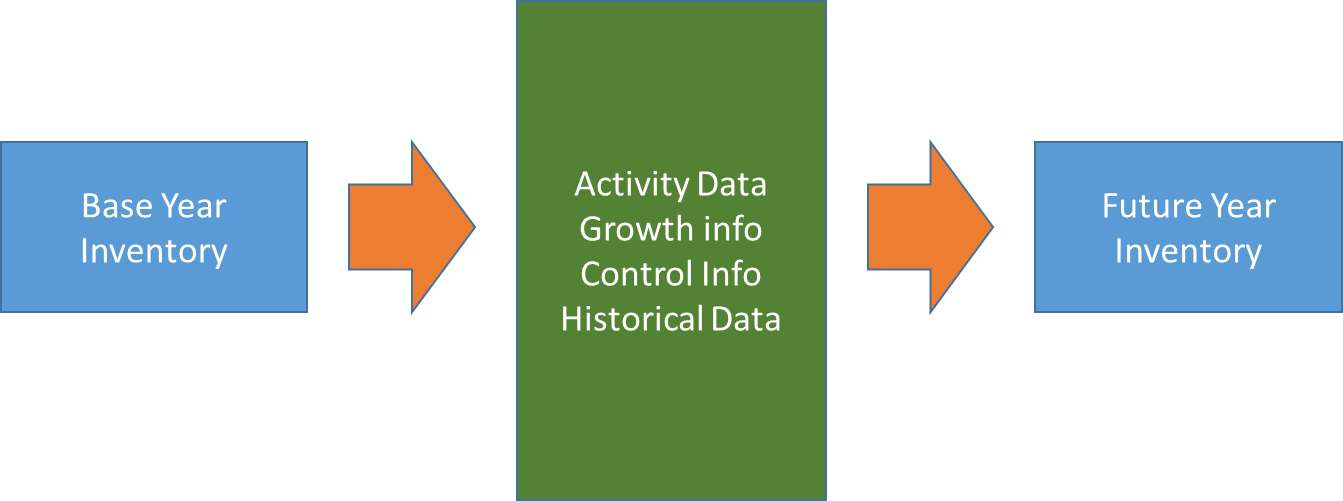 Base Year
Inventory
Activity Data
Growth info
Control Info
Historical Data
Future Year
Inventory